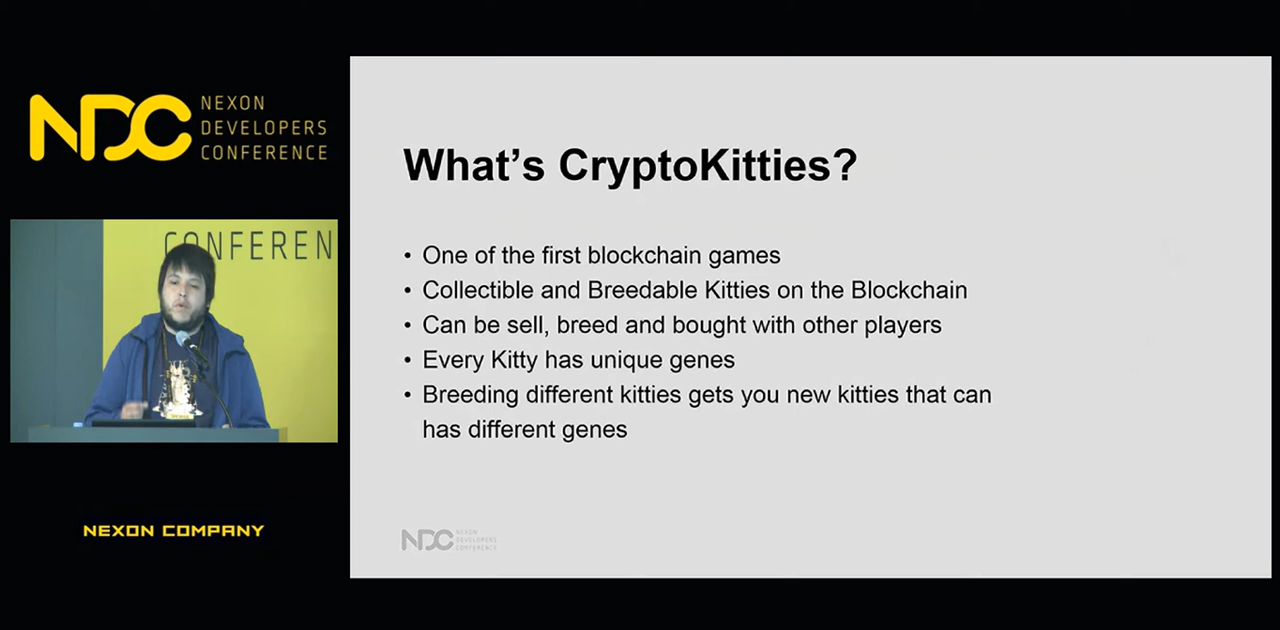 NDC
NEXON
DEVELOPERS
CONFERENCE
CONFEREN
NEXON COMPANY
What's CryptoKitties?
• One of the first blockchain games
• Collectible and Breedable Kitties on the Blockchain
• Can be sell, breed and bought with other players
• Every Kitty has unique genes
• Breeding different kitties gets you new kitties that can
has different genes
NDC
NEXON
DEVELOPERS
CONFERENCE